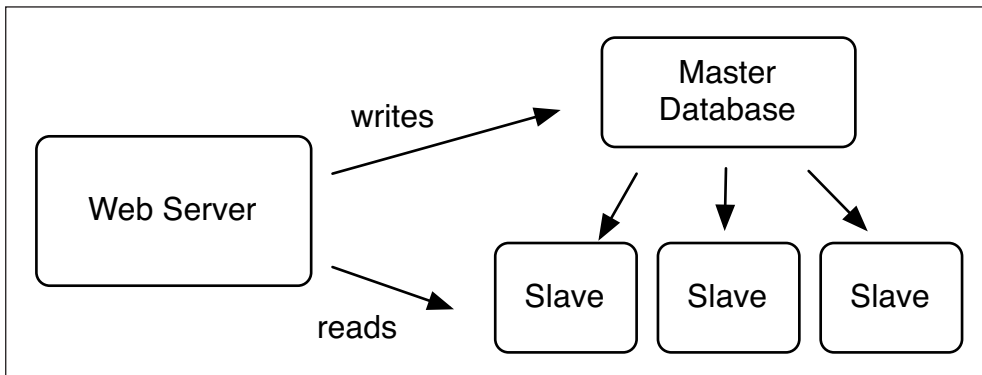 Master
Database
writes
Web Server
Slave
Slave
Slave
reads